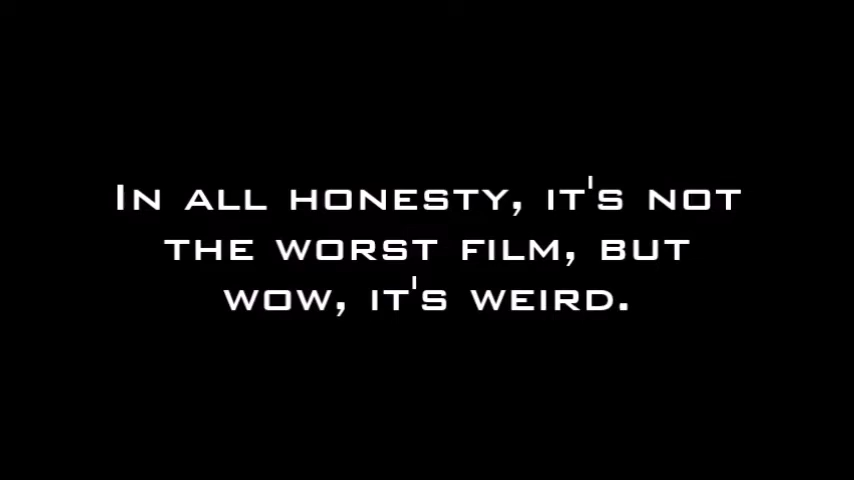 In all honesty, it's not
the worst film, but
wow, it's weird.